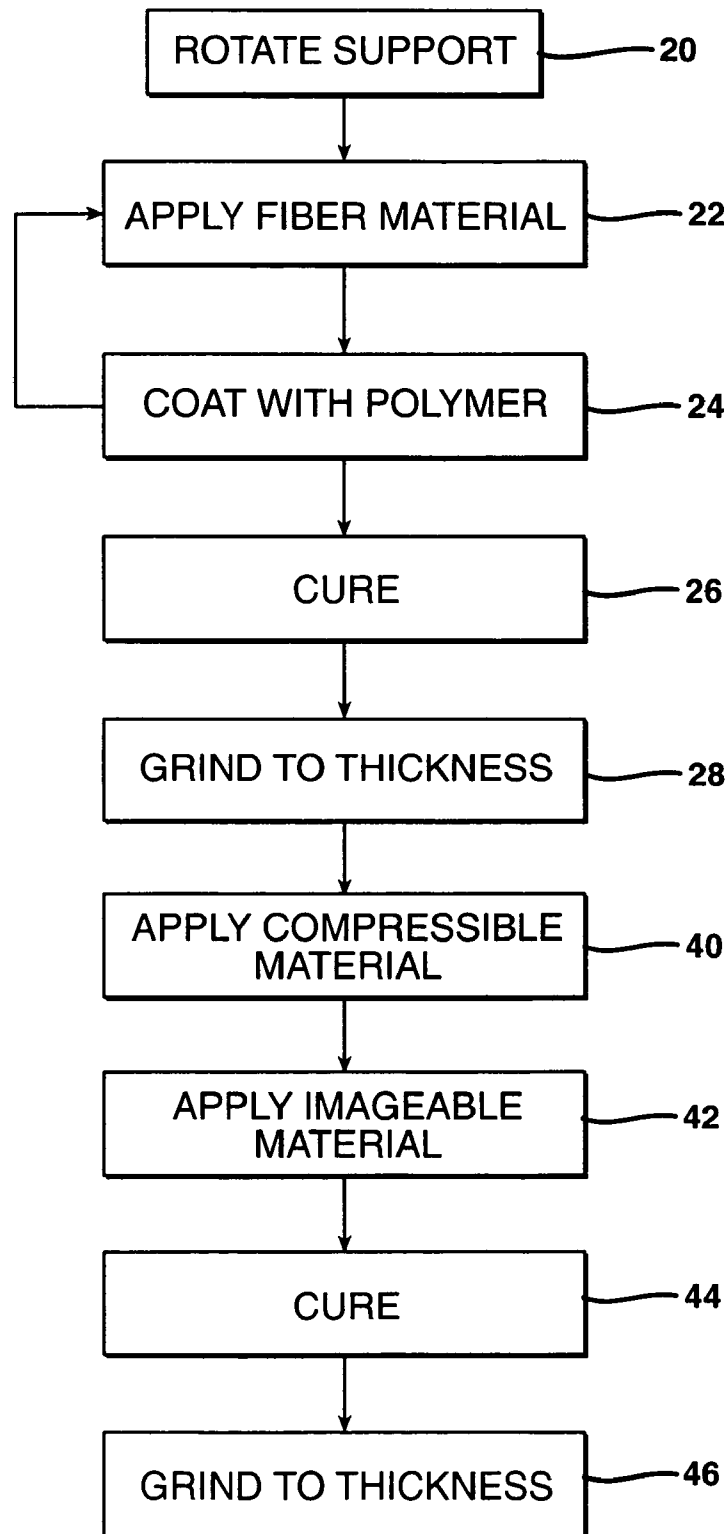 ROTATE SUPPORT 20
APPLY FIBER MATERIAL 22
COAT WITH POLYMER 24
CURE 26
GRIND TO THICKNESS 28
APPLY COMPRESSIBLE
MATERIAL 40
APPLY IMAGEABLE
MATERIAL 42
CURE 44
GRIND TO THICKNESS 46